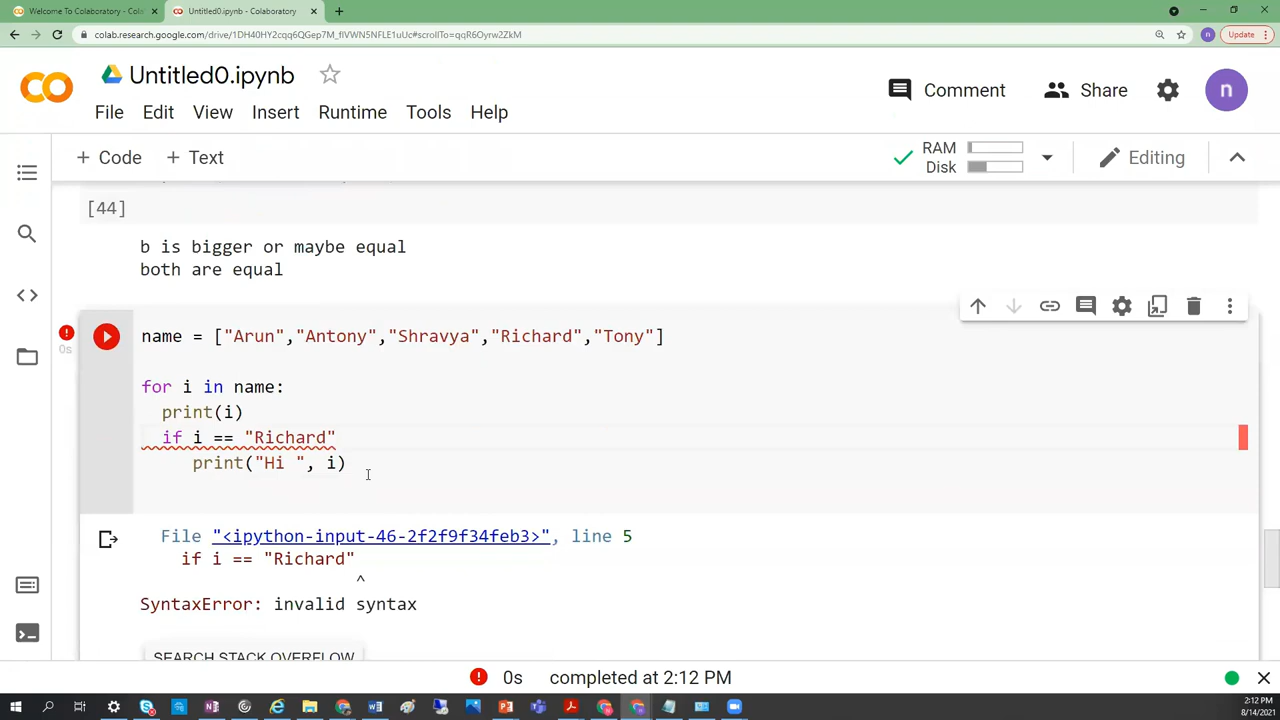 Welcome To Colaboratory - Col
Untitled0.ipynb - Colaboratory
colab.research.google.com/drive/1DH40HY2cqq6QGep7M_flVWN5NFLE1uUc#scrollTo=qqR6Oyrw2ZkM
n
Update
Untitled0.ipynb
Comment
Share
n
File Edit View Insert Runtime Tools Help
+ Code + Text
RAM
Disk
Editing
[44]
b is bigger or maybe equal
both are equal
0s
name = ["Arun","Antony","Shravya","Richard","Tony"]
for i in name:
print(i)
if i == "Richard"
print("Hi ", i)
File "<ipython-input-46-2f2f9f34feb3>", line 5
if i == "Richard"
^
SyntaxError: invalid syntax
SEARCH STACK OVERFLOW
0s completed at 2:12 PM
2:12 PM
8/14/2021